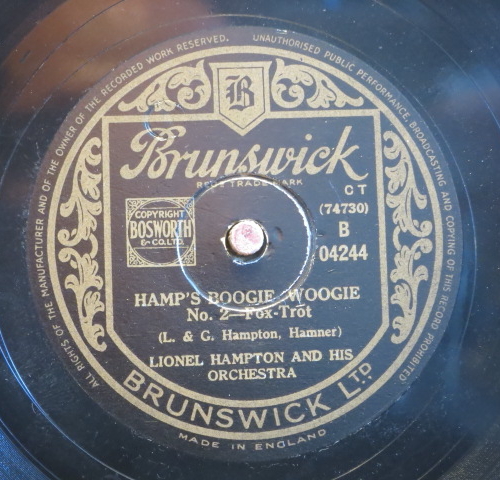 ALL RIGHTS OF THE MANUFACTURER AND OF THE OWNER OF THE RECORDED WORK RESERVED. UNAUTHORISED PUBLIC PERFORMANCE, BROADCASTING AND COPYING OF THIS RECORD PROHIBITED
B
Brunswick
REGD TRADE MARK
CT
(74730)
COPYRIGHT
BOSWORTH
& CO. LTD.
B
04244
HAMP'S BOOGIE WOOGIE
No. 2—Fox-Trot
(L. & G. Hampton, Hamner)
LIONEL HAMPTON AND HIS
ORCHESTRA
BRUNSWICK LTD.
MADE IN ENGLAND